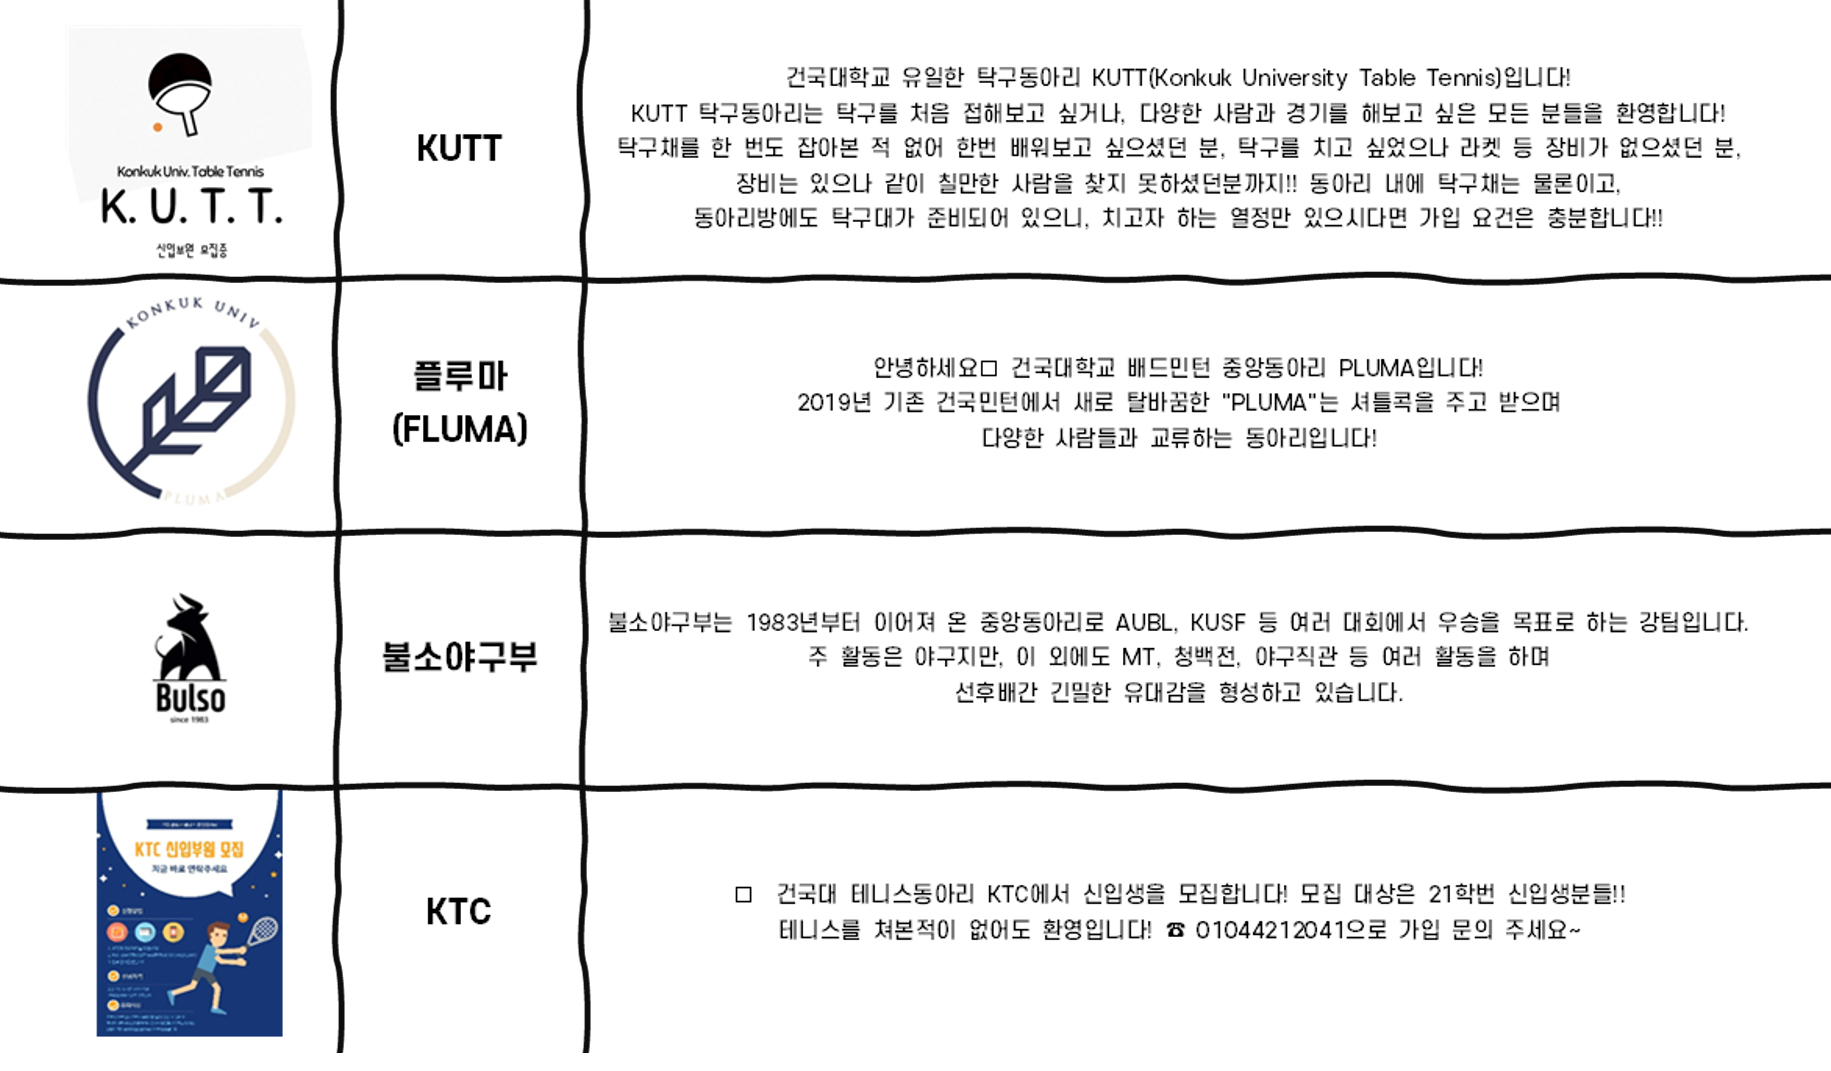 Konkuk Univ. Table Tennis
K. U. T. T.
신입부원 모집중
KUTT
건국대학교 유일한 탁구동아리 KUTT(Konkuk University Table Tennis)입니다!
KUTT 탁구동아리는 탁구를 처음 접해보고 싶거나, 다양한 사람과 경기를 해보고 싶은 모든 분들을 환영합니다!
탁구채를 한 번도 잡아본 적 없어 한번 배워보고 싶으셨던 분, 탁구를 치고 싶었으나 라켓 등 장비가 없으셨던 분,
장비는 있으나 같이 칠만한 사람을 찾지 못하셨던분까지!! 동아리 내에 탁구채는 물론이고,
동아리방에도 탁구대가 준비되어 있으니, 치고자 하는 열정만 있으시다면 가입 요건은 충분합니다!!
KONKUK UNIV
PLUMA
플루마
(FLUMA)
안녕하세요□ 건국대학교 배드민턴 중앙동아리 PLUMA입니다!
2019년 기존 건국민턴에서 새로 탈바꿈한 "PLUMA"는 셔틀콕을 주고 받으며
다양한 사람들과 교류하는 동아리입니다!
Bulso
since 1983
불소야구부
불소야구부는 1983년부터 이어져 온 중앙동아리로 AUBL, KUSF 등 여러 대회에서 우승을 목표로 하는 강팀입니다.
주 활동은 야구지만, 이 외에도 MT, 청백전, 야구직관 등 여러 활동을 하며
선후배간 긴밀한 유대감을 형성하고 있습니다.
KTC 신입부원 모집
지금 바로 연락주세요
KTC
□ 건국대 테니스동아리 KTC에서 신입생을 모집합니다! 모집 대상은 21학번 신입생분들!!
테니스를 쳐본적이 없어도 환영입니다! ☎ 01044212041으로 가입 문의 주세요~